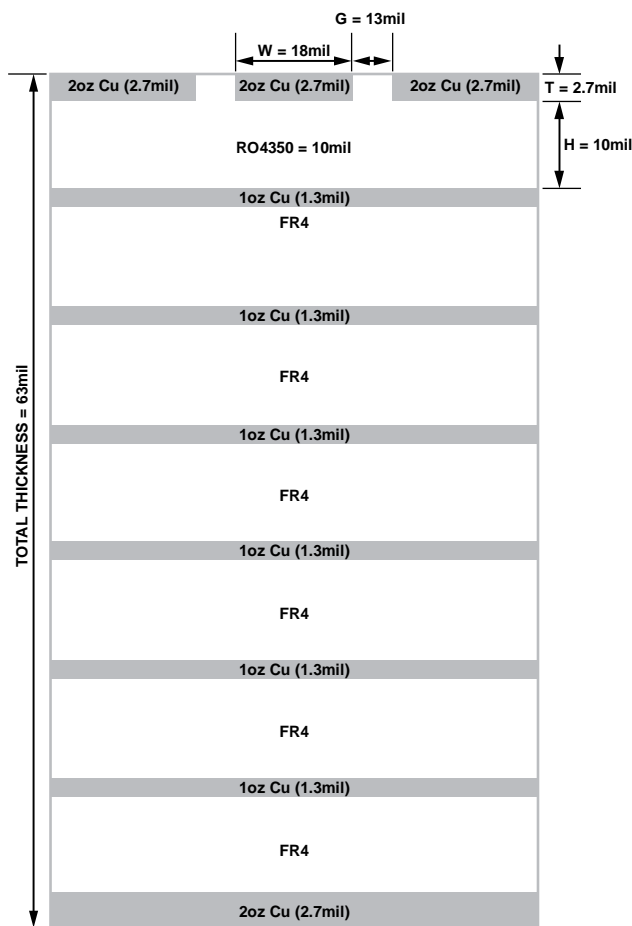 G = 13mil
W = 18mil
2oz Cu (2.7mil)
2oz Cu (2.7mil)
2oz Cu (2.7mil)
T = 2.7mil
RO4350 = 10mil
H = 10mil
1oz Cu (1.3mil)
FR4
1oz Cu (1.3mil)
FR4
1oz Cu (1.3mil)
FR4
1oz Cu (1.3mil)
FR4
1oz Cu (1.3mil)
FR4
1oz Cu (1.3mil)
FR4
2oz Cu (2.7mil)
TOTAL THICKNESS = 63mil